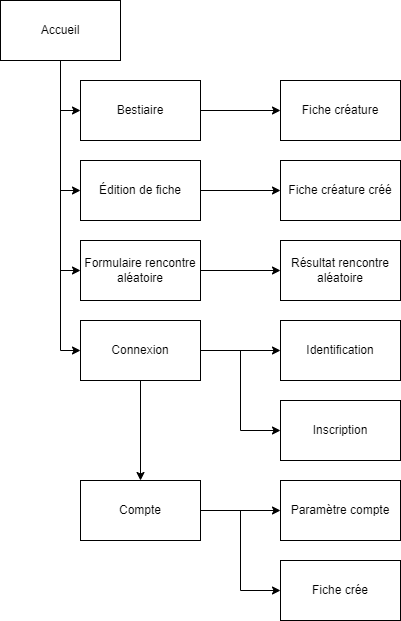 Accueil
Bestiaire
Fiche créature
Édition de fiche
Fiche créature créé
Formulaire rencontre
aléatoire
Résultat rencontre
aléatoire
Connexion
Identification
Inscription
Compte
Paramètre compte
Fiche crée